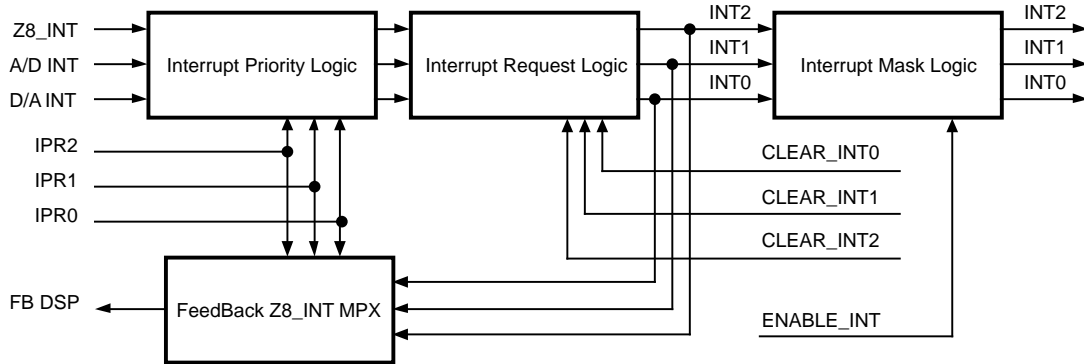 Z8_INT
A/D INT
D/A INT
Interrupt Priority Logic
Interrupt Request Logic
INT2
INT1
INT0
Interrupt Mask Logic
INT2
INT1
INT0
IPR2
IPR1
IPR0
CLEAR_INT0
CLEAR_INT1
CLEAR_INT2
FB DSP
FeedBack Z8_INT MPX
ENABLE_INT